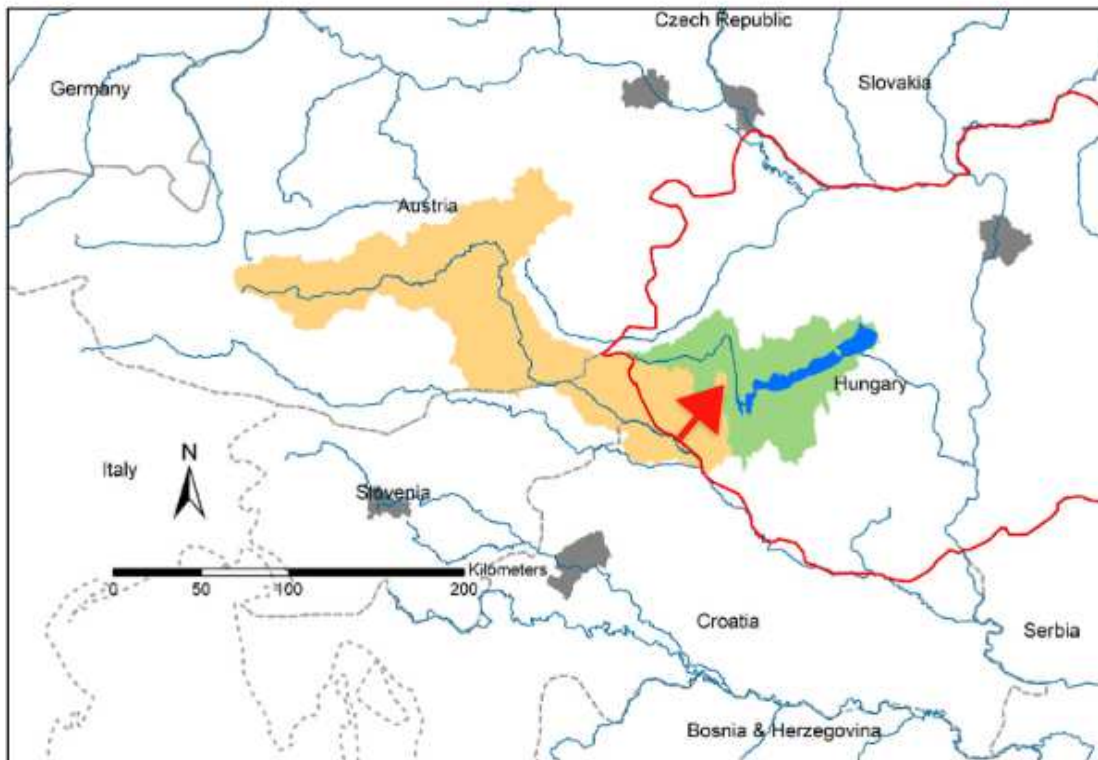 Czech Republic
Germany
Slovakia
Austria
Hungary
Italy
N
Slovenia
Kilometers
0 50 100 200
Croatia
Serbia
Bosnia & Herzegovina